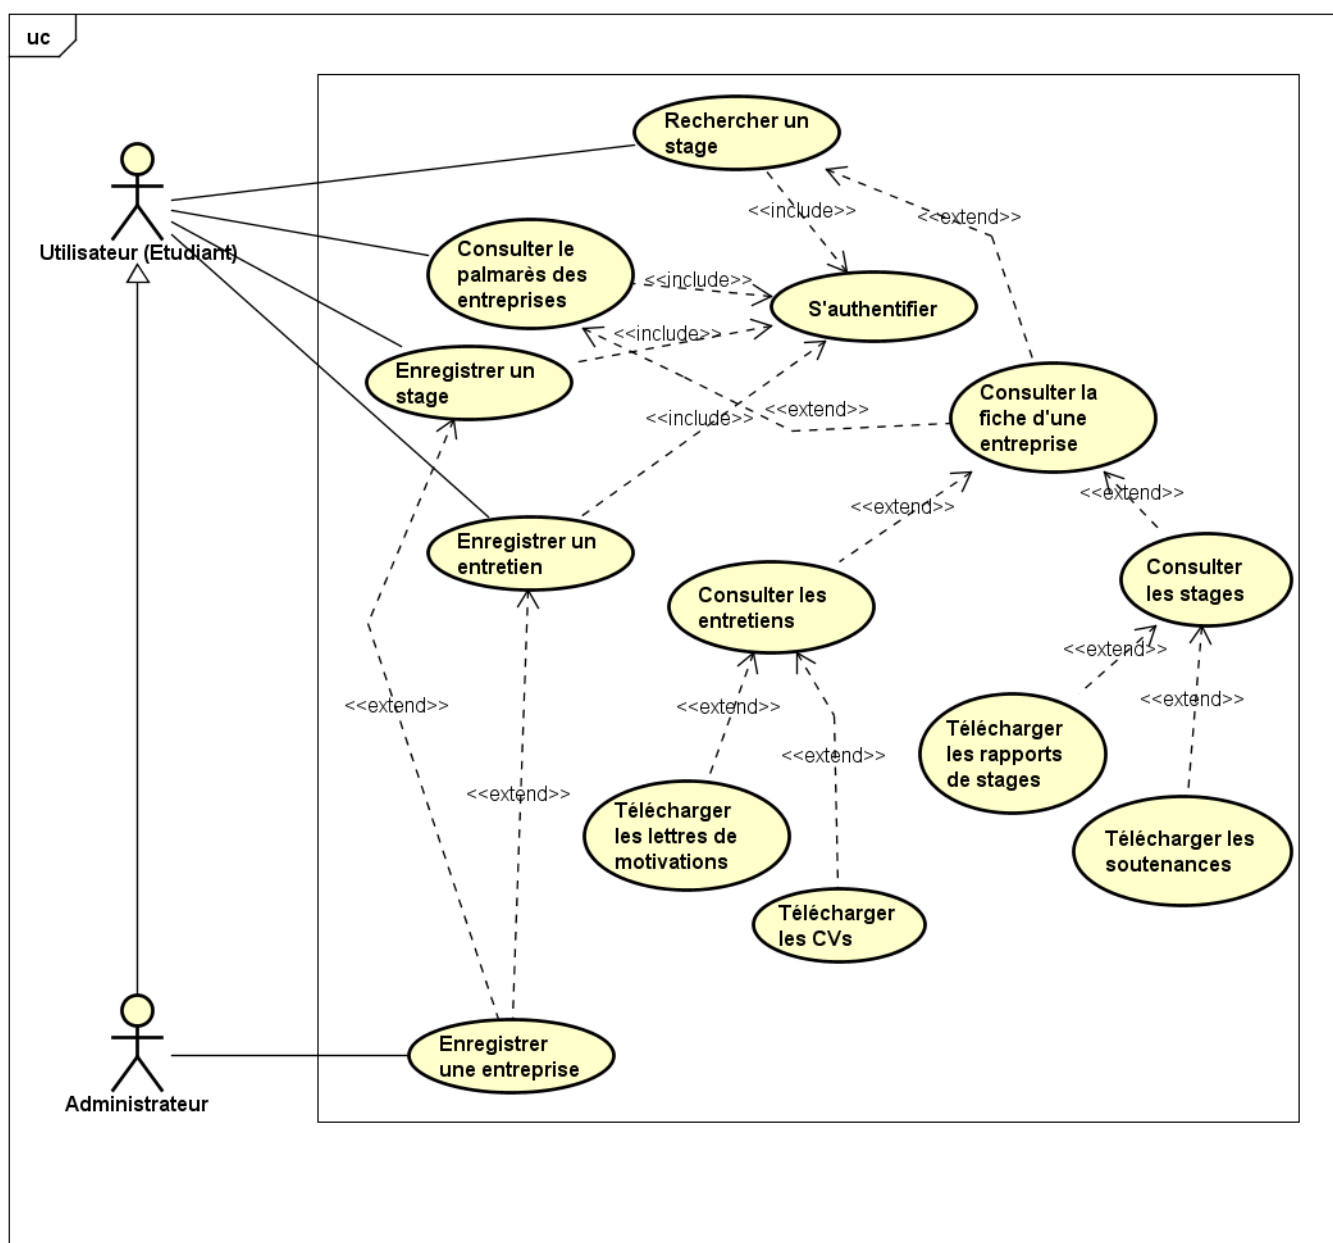 uc
Rechercher un
stage
<<include>>
<<extend>>
Utilisateur (Etudiant)
Consulter le
palmarès des
entreprises
<<include>>
S'authentifier
<<include>>
Enregistrer un
stage
<<include>>
<<extend>>
Consulter la
fiche d'une
entreprise
<<extend>>
<<extend>>
Enregistrer un
entretien
Consulter les
entretiens
Consulter
les stages
<<extend>>
<<extend>>
<<extend>>
<<extend>>
<<extend>>
<<extend>>
Télécharger
les rapports
de stages
Télécharger
les lettres de
motivations
Télécharger les
soutenances
Télécharger
les CVs
Enregistrer
une entreprise
Administrateur